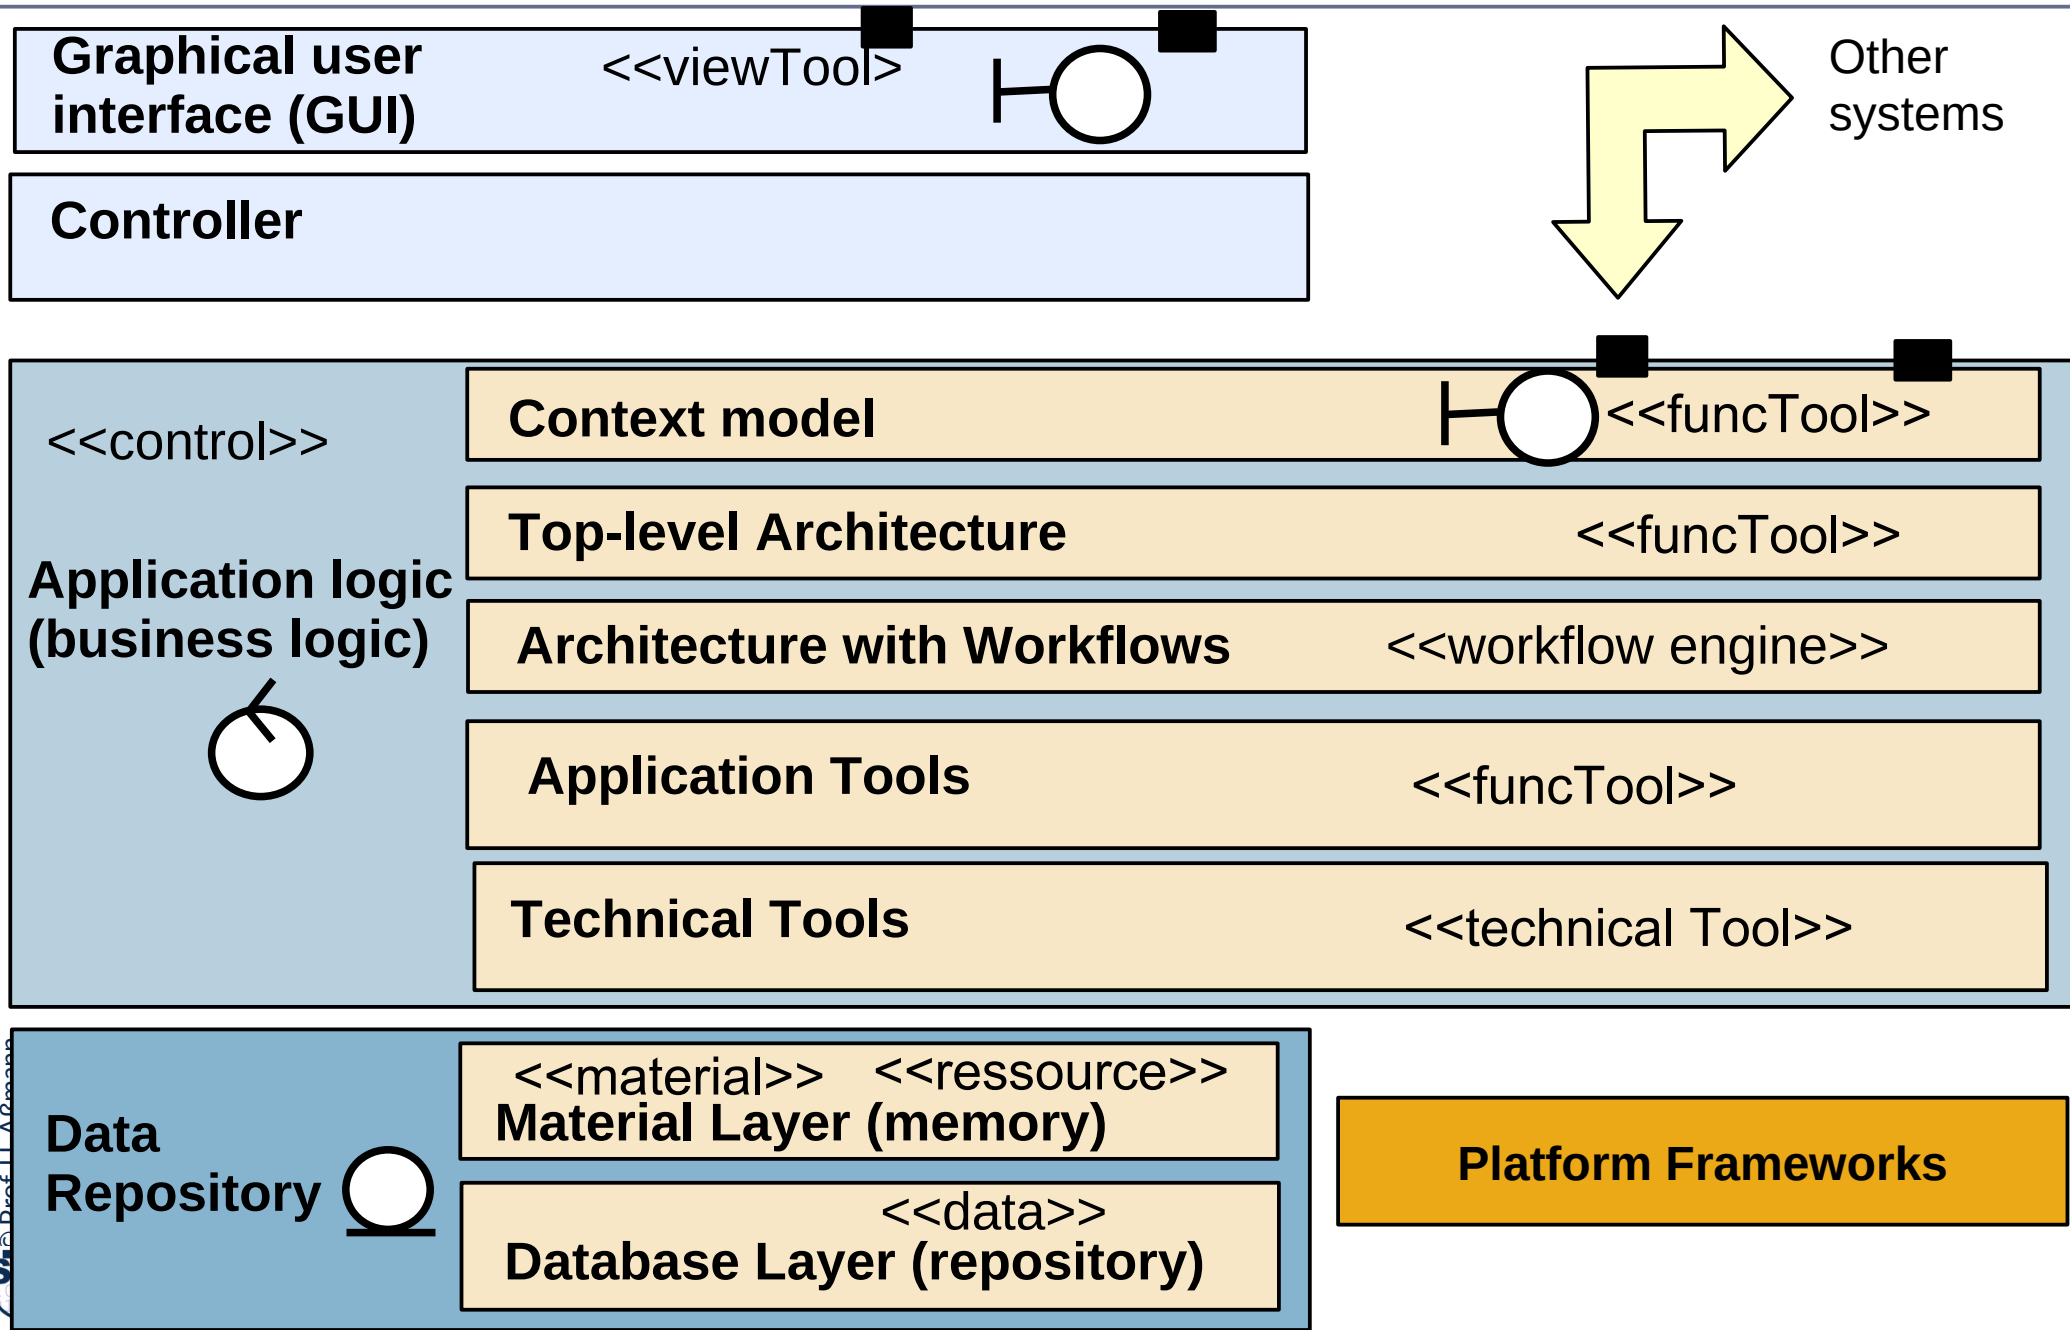 Graphical user
interface (GUI)
<<viewTool>
Other
systems
Controller
<<control>>
Application logic
(business logic)
Context model
<<funcTool>>
Top-level Architecture
<<funcTool>>
Architecture with Workflows
<<workflow engine>>
Application Tools
<<funcTool>>
Technical Tools
<<technical Tool>>
Data
Repository
<<material>>
<<ressource>>
Material Layer (memory)
<<data>>
Database Layer (repository)
Platform Frameworks